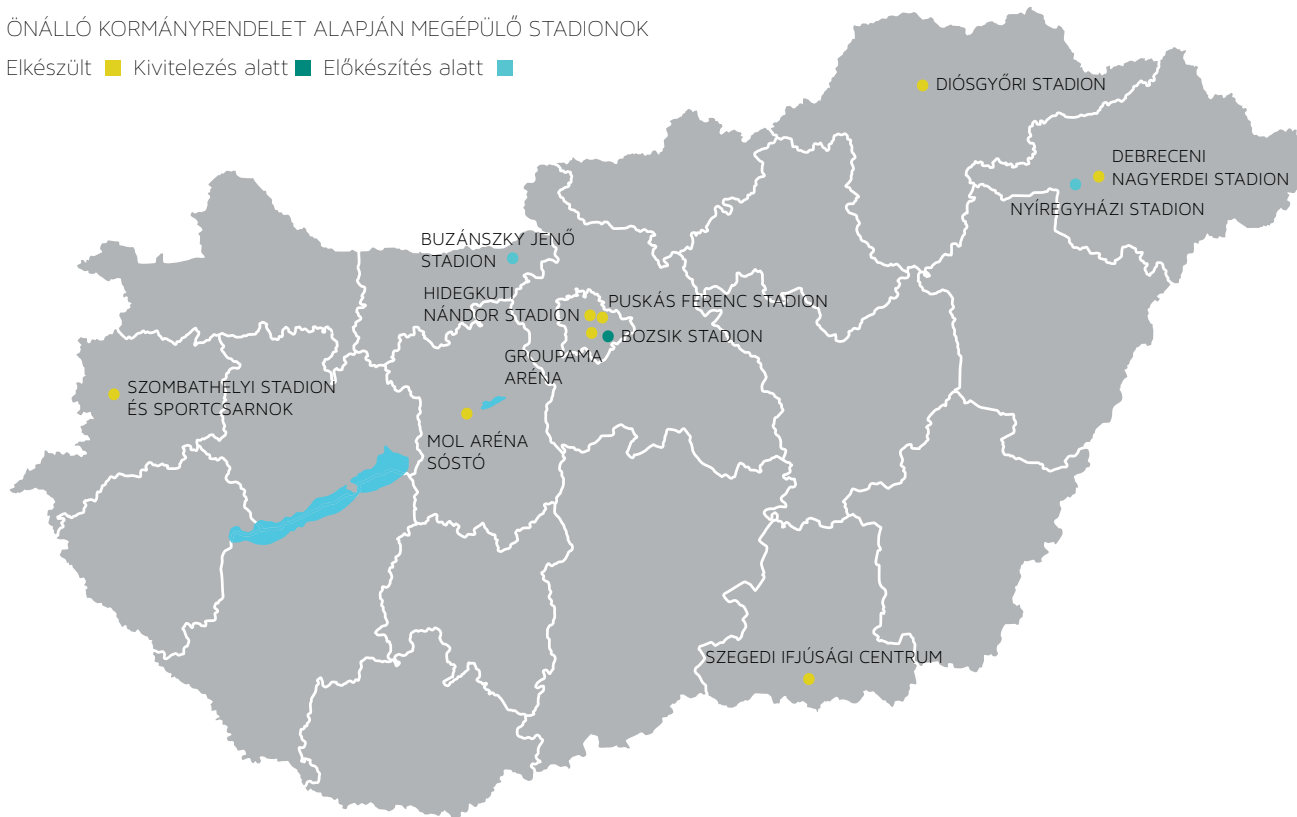 ÖNÁLLÓ KORMÁNYRENDELET ALAPJÁN MEGÉPÜLŐ STADIONOK
Elkészült Kivitelezés alatt Előkészítés alatt
DIÓSGYŐRI STADION
DEBRECENI
NAGYERDEI STADION
NYÍREGYHÁZI STADION
BUZÁNSZKY JENŐ
STADION
HIDEGKUTI
NÁNDOR STADION
PUSKÁS FERENC STADION
BOZSIK STADION
GROUPAMA
ARÉNA
SZOMBATHELYI STADION
ÉS SPORTCSARNOK
MOL ARÉNA
SÓSTÓ
SZEGEDI IFJÚSÁGI CENTRUM